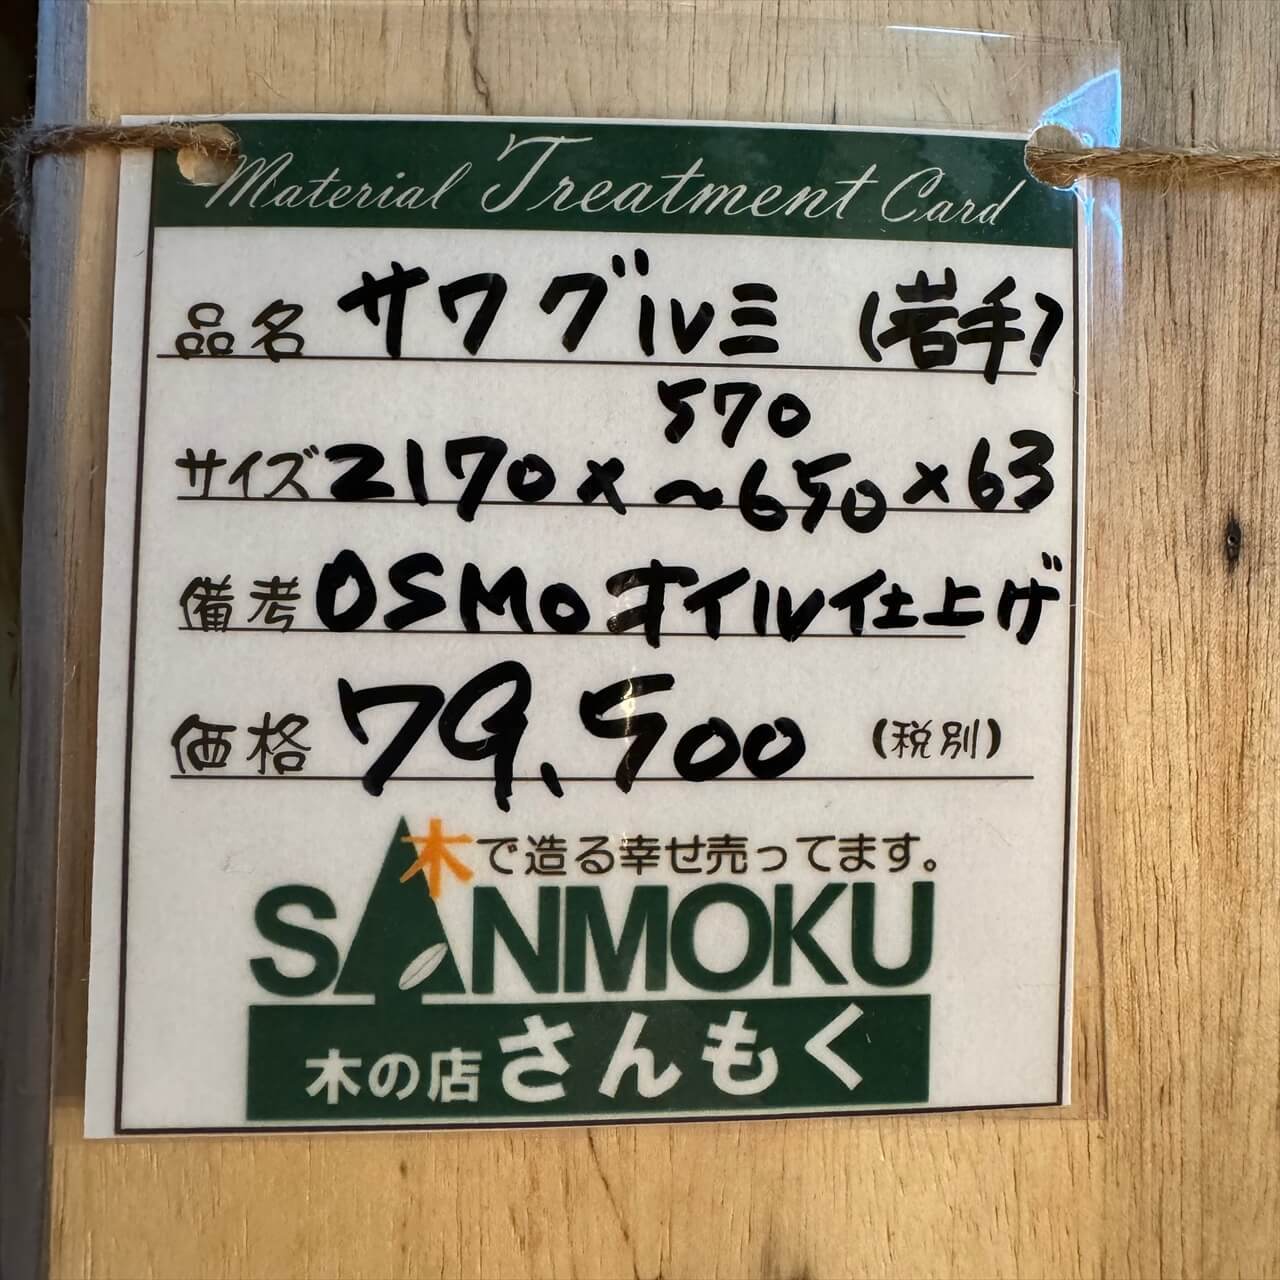 Material Treatment Card
品名 サワグルミ (岩手)
570
サイズ 2170 × ~650 × 63
備考 OSMOオイル仕上げ
価格 79,500 (税別)
木で造る幸せ売ってます。
SANMOKU
木の店 さんもく